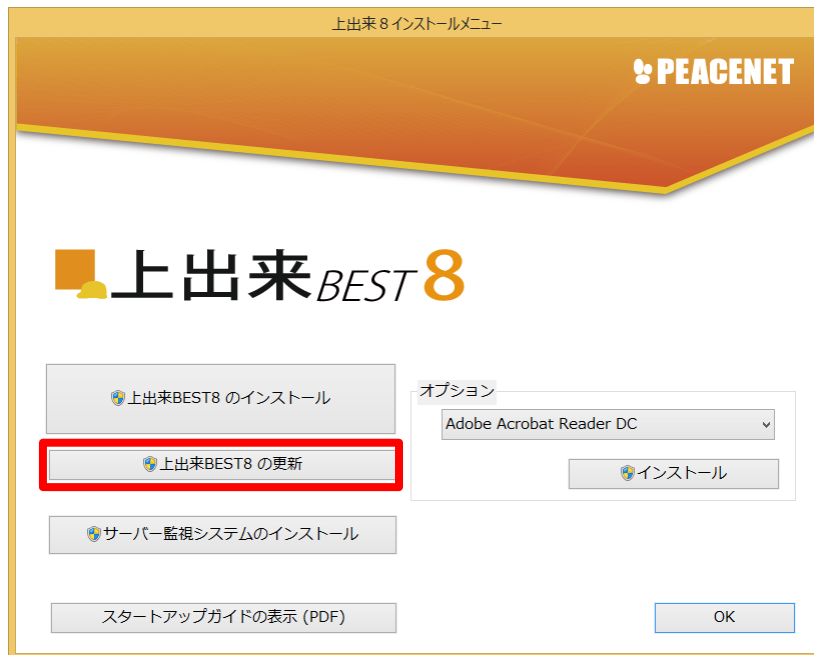 上出来 8 インストールメニュー
PEACENET
上出来BEST8
上出来BEST8 のインストール
オプション
Adobe Acrobat Reader DC
上出来BEST8 の更新
インストール
サーバー監視システムのインストール
スタートアップガイドの表示 (PDF)
OK